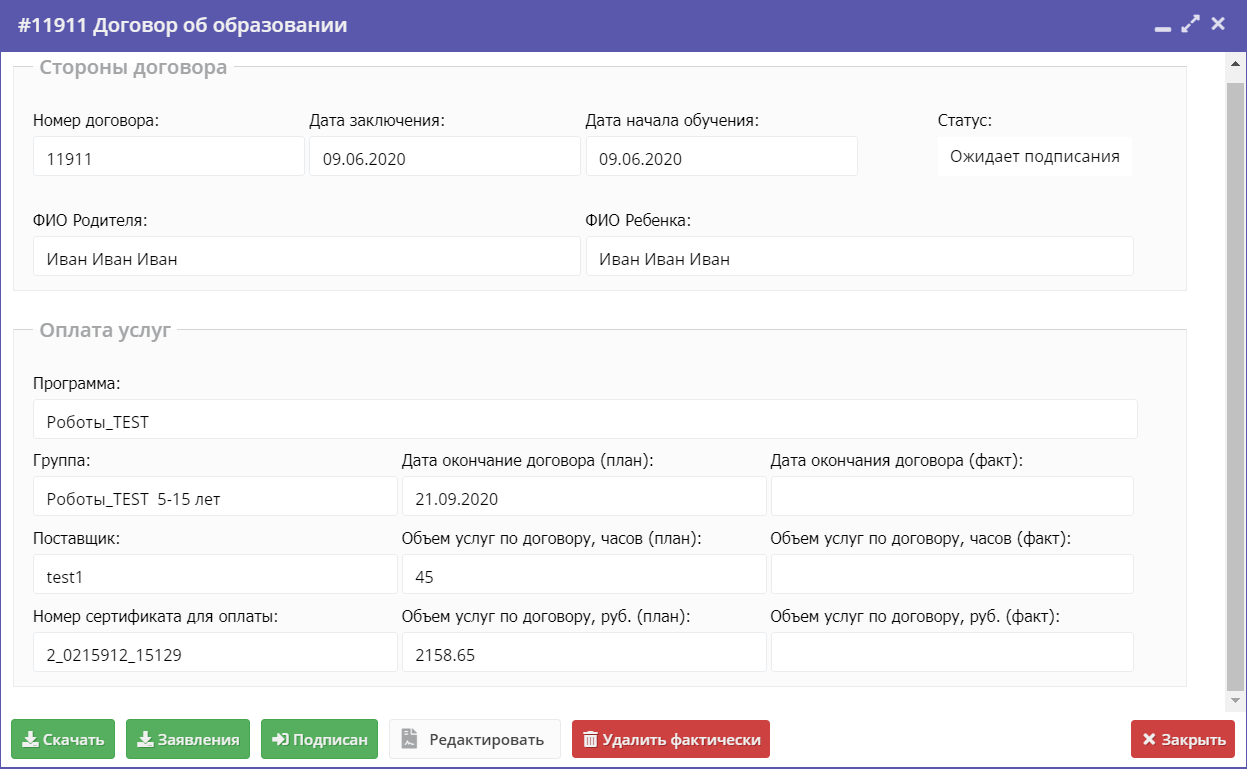 #11911 Договор об образовании
Стороны договора
Номер договора: Дата заключения: Дата начала обучения: Статус:
11911 09.06.2020 09.06.2020 Ожидает подписания
ФИО Родителя: ФИО Ребенка:
Иван Иван Иван Иван Иван Иван
Оплата услуг
Программа:
Роботы_TEST
Группа: Дата окончание договора (план): Дата окончания договора (факт):
Роботы_TEST 5-15 лет 21.09.2020
Поставщик: Объем услуг по договору, часов (план): Объем услуг по договору, часов (факт):
test1 45
Номер сертификата для оплаты: Объем услуг по договору, руб. (план): Объем услуг по договору, руб. (факт):
2_0215912_15129 2158.65
Скачать Заявления Подписан Редактировать Удалить фактически Закрыть